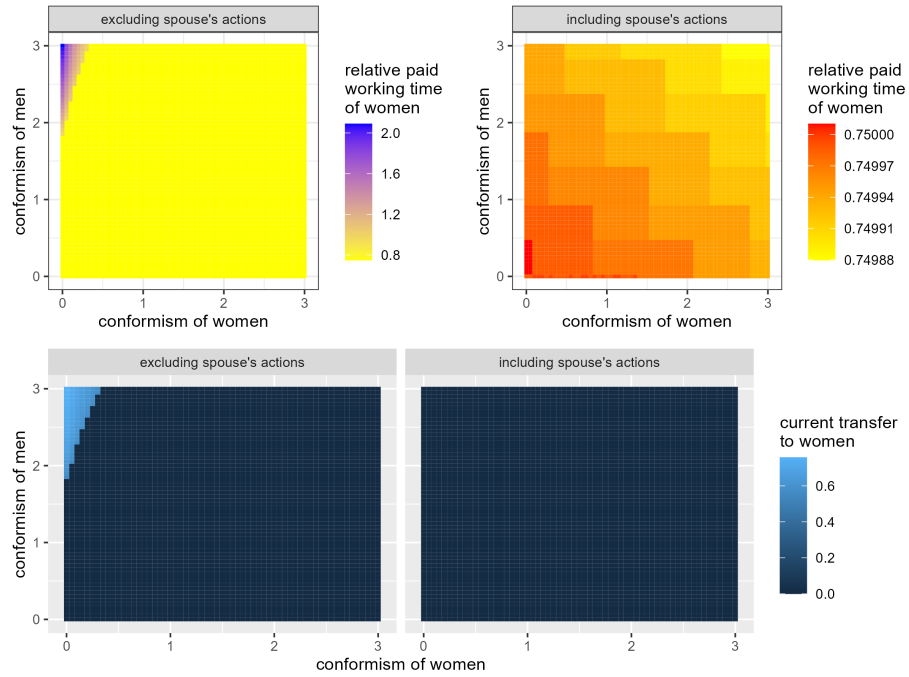 excluding spouse's actions
conformism of men
3
2
1
0
0
1
2
3
conformism of women
relative paid
working time
of women
2.0
1.6
1.2
0.8
including spouse's actions
conformism of men
3
2
1
0
0
1
2
3
conformism of women
relative paid
working time
of women
0.75000
0.74997
0.74994
0.74991
0.74988
excluding spouse's actions
including spouse's actions
conformism of men
3
2
1
0
0
1
2
3
0
1
2
3
conformism of women
current transfer
to women
0.6
0.4
0.2
0.0